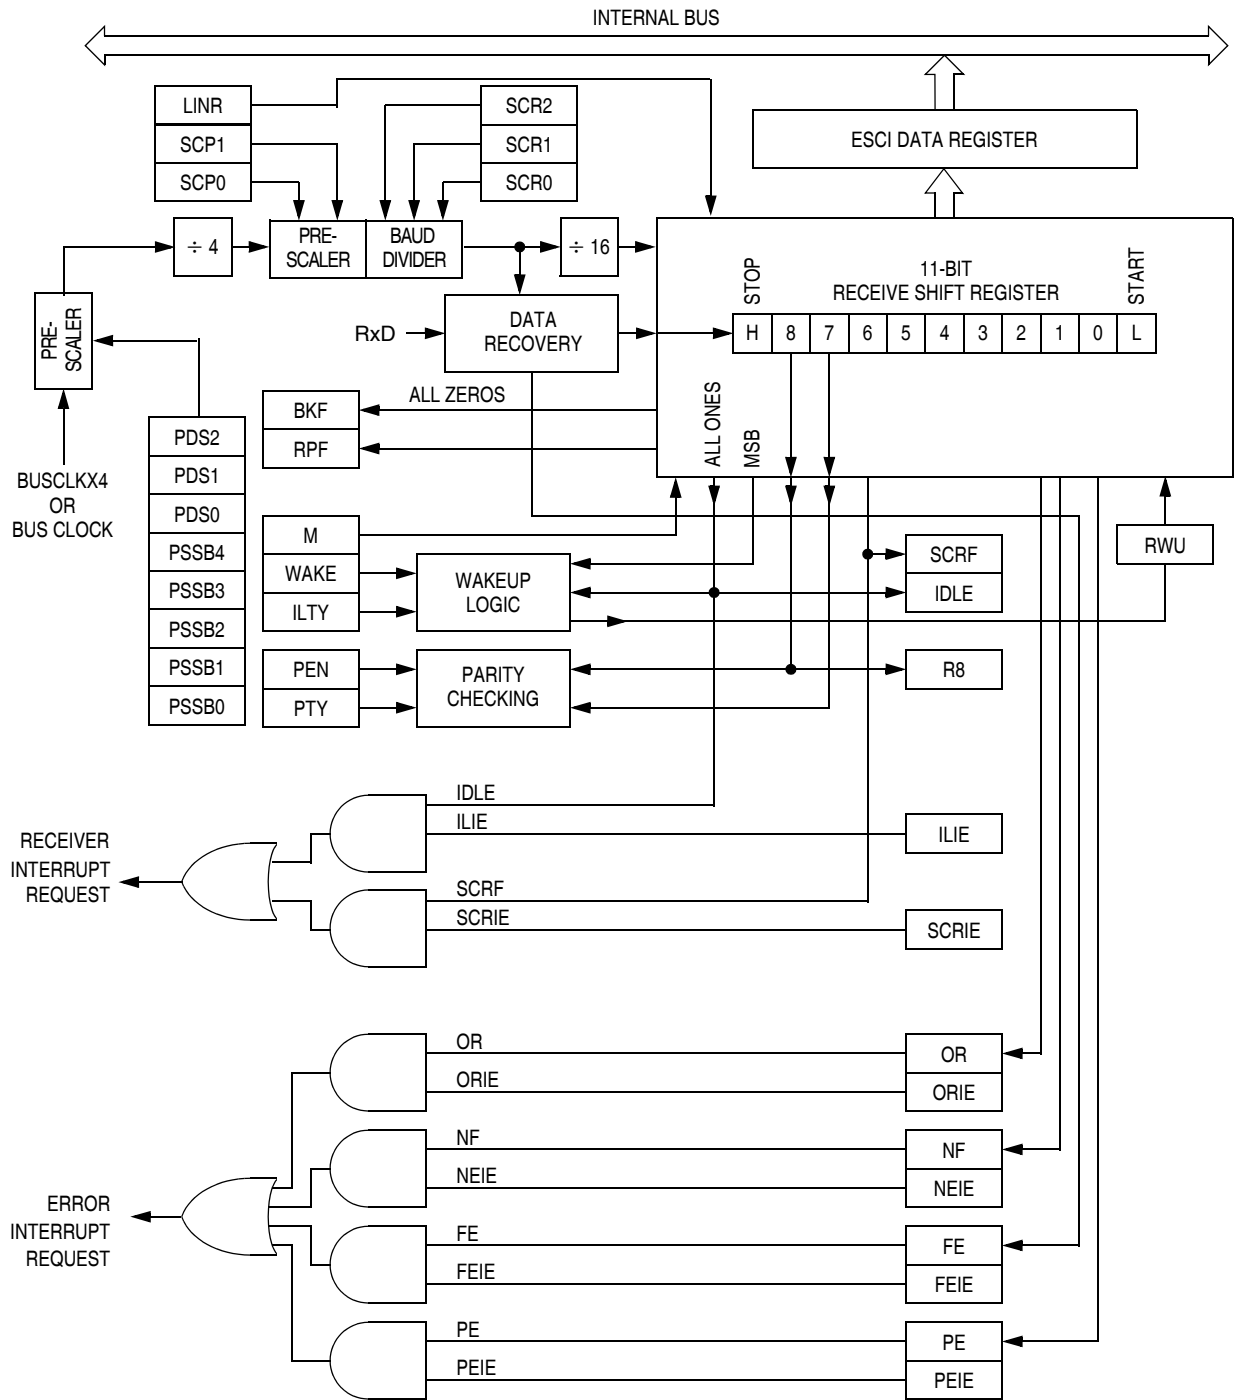 INTERNAL BUS
LINR
SCP1
SCP0
SCR2
SCR1
SCR0
ESCI DATA REGISTER
÷ 4
PRE-
SCALER
BAUD
DIVIDER
÷ 16
PRE-
SCALER
BUSCLKX4
OR
BUS CLOCK
RxD
DATA
RECOVERY
STOP
11-BIT
RECEIVE SHIFT REGISTER
START
H
8
7
6
5
4
3
2
1
0
L
ALL ZEROS
BKF
RPF
ALL ONES
MSB
PDS2
PDS1
PDS0
PSSB4
PSSB3
PSSB2
PSSB1
PSSB0
M
WAKE
ILTY
WAKEUP
LOGIC
SCRF
IDLE
RWU
PEN
PTY
PARITY
CHECKING
R8
RECEIVER
INTERRUPT
REQUEST
IDLE
ILIE
ILIE
SCRF
SCRIE
SCRIE
ERROR
INTERRUPT
REQUEST
OR
ORIE
OR
ORIE
NF
NEIE
NF
NEIE
FE
FEIE
FE
FEIE
PE
PEIE
PE
PEIE